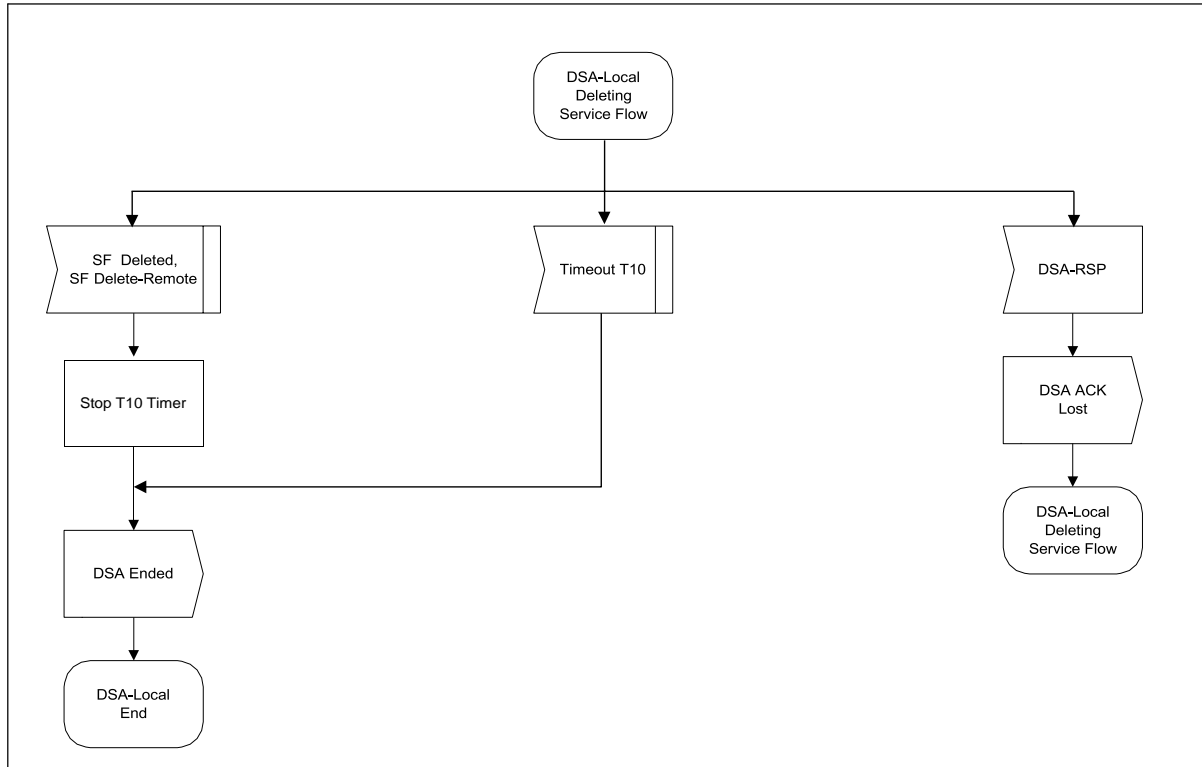 DSA-Local
Deleting
Service Flow
SF Deleted,
SF Delete-Remote
Timeout T10
DSA-RSP
Stop T10 Timer
DSA ACK
Lost
DSA-Local
Deleting
Service Flow
DSA Ended
DSA-Local
End